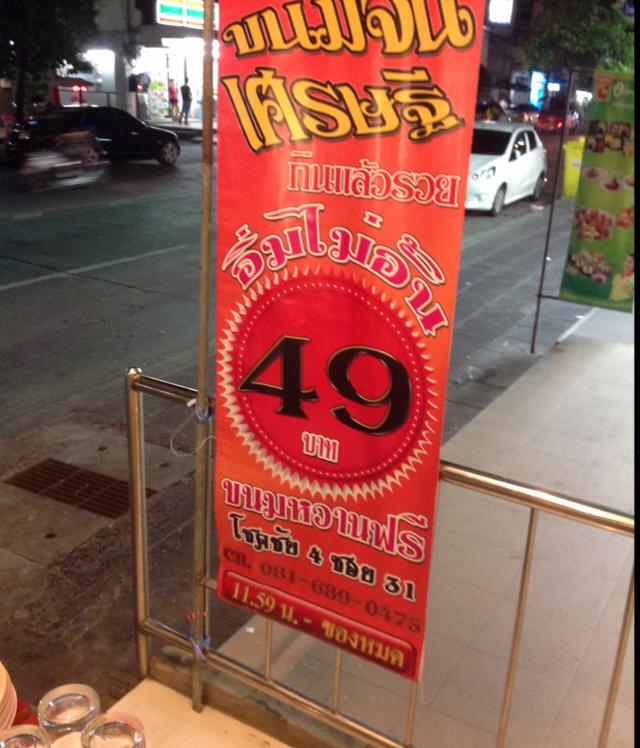 ขนมจีน
เศรษฐี
กินแล้วรวย
อิ่มไม่อั้น
49
บาท
ขนมหวานฟรี
โชคชัย 4 ซอย 31
CII. 081-689-0475
11.59 น. - ของหมด